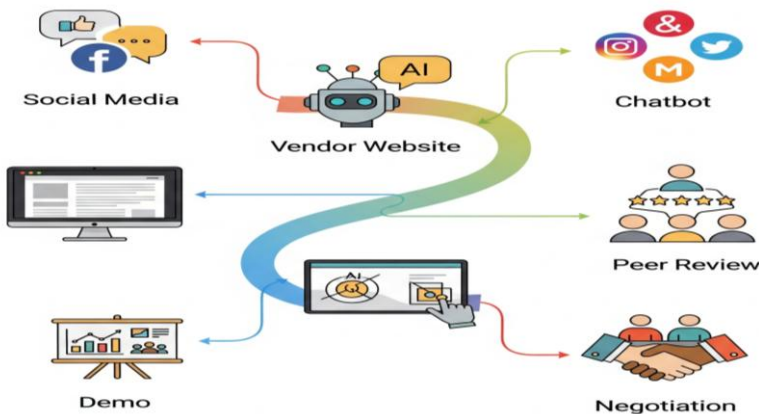 AI
&
f
M
Social Media
Chatbot
Vendor Website
Peer Review
AI
Demo
Negotiation